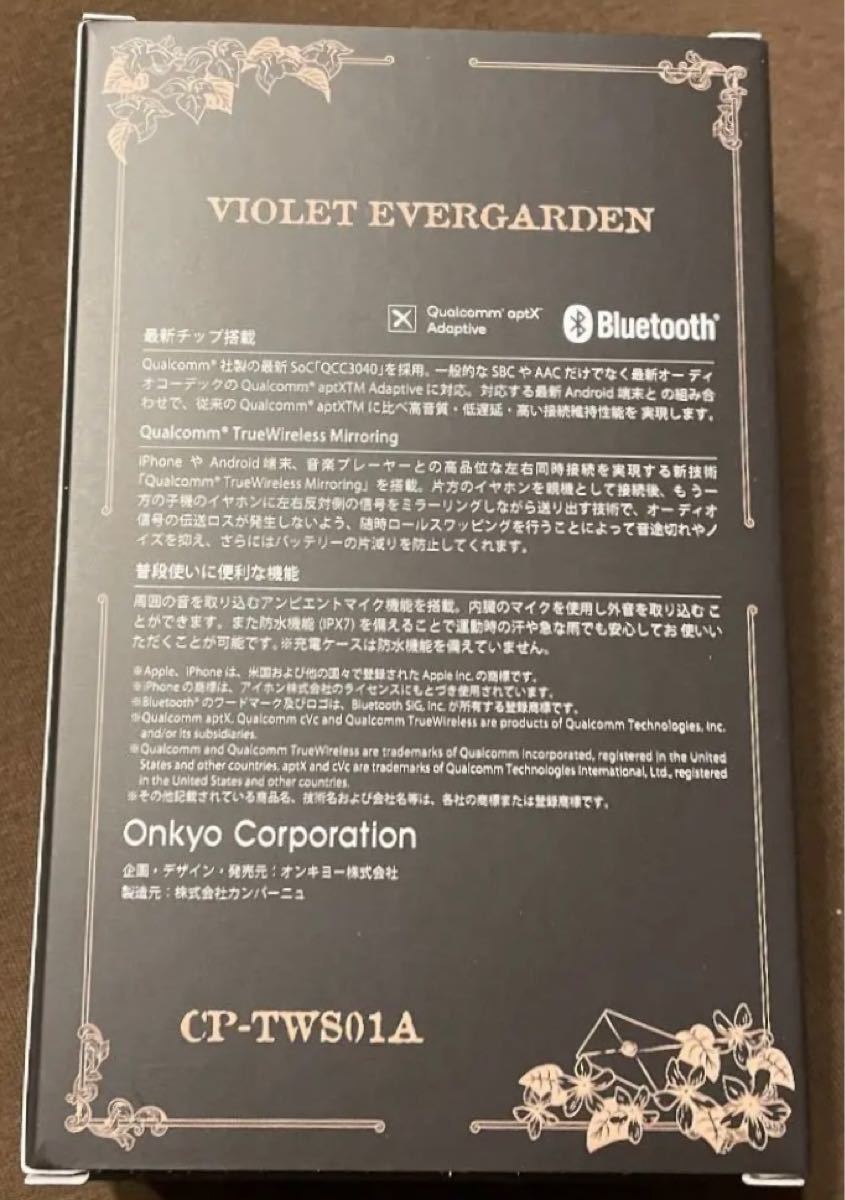 VIOLET EVERGARDEN
Qualcomm® aptX™
Adaptive
Bluetooth®
最新チップ搭載
Qualcomm® 社製の最新 SoC「QCC3040」を採用。一般的な SBC や AAC だけでなく最新オー ディ
オコーデックの Qualcomm® aptXTM Adaptive に対応。対応する最新 Android 端末と の組み合
わせで、従来の Qualcomm® aptXTM に比べ高音質・低遅延・高い接続維持性能を 実現します。
Qualcomm® TrueWireless Mirroring
iPhone や Android 端末、音楽プレーヤーとの高品位な左右同時接続を実現する新技術
「Qualcomm® TrueWireless Mirroring」を搭載。片方のイヤホンを親機として接続後、もう一
方の子機のイヤホンに左右反対側の信号をミラーリングしながら送り出す技術で、オーディオ
信号の伝送ロスが発生しないよう、随時ロールスワッピングを行うことによって音途切れやノ
イズを抑え、さらにはバッテリーの片減りを防止してくれます。
普段使いに便利な機能
周囲の音を取り込むアンビエントマイク機能を搭載。内臓のマイクを使用し外音を取り込む こ
とができます。また防水機能 (IPX7) を備えることで運動時の汗や急な雨でも安心してお 使いい
ただくことが可能です。※充電ケースは防水機能を備えていません。
※Apple、iPhone は、米国および他の国々で登録された Apple Inc. の商標です。
※iPhone の商標は、アイホン株式会社のライセンスにもとづき使用されています。
※Bluetooth® のワードマーク及びロゴは、Bluetooth SIG, Inc. が所有する登録商標です。
※Qualcomm aptX, Qualcomm cVc and Qualcomm TrueWireless are products of Qualcomm Technologies, Inc.
and/or its subsidiaries.
※Qualcomm and Qualcomm TrueWireless are trademarks of Qualcomm Incorporated, registered in the United
States and other countries. aptX and cVc are trademarks of Qualcomm Technologies International, Ltd., registered
in the United States and other countries.
※その他記載されている商品名、技術名および会社名等は、各社の商標または登録商標です。
Onkyo Corporation
企画・デザイン・発売元：オンキヨー株式会社
製造元：株式会社カンパーニュ
CP-TWS01A